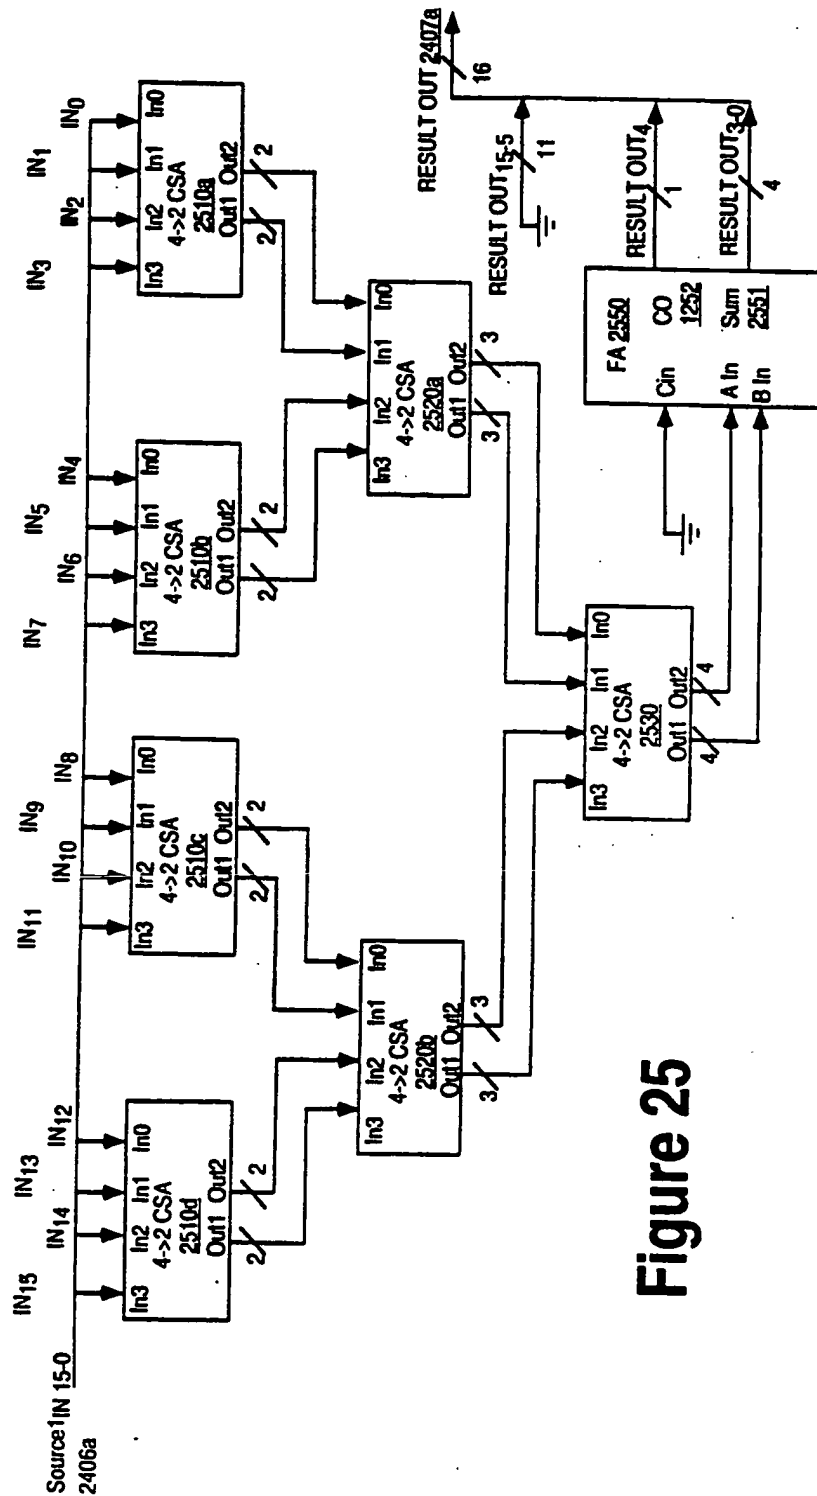 Source1 IN 15-0
2406a
IN15
IN14
IN13
IN12
IN11
IN10
IN9
IN8
IN7
IN6
IN5
IN4
IN3
IN2
IN1
IN0
In3 In2 In1 In0
4->2 CSA
2510d
Out1 Out2
2 2
In3 In2 In1 In0
4->2 CSA
2510c
Out1 Out2
2 2
In3 In2 In1 In0
4->2 CSA
2510b
Out1 Out2
2 2
In3 In2 In1 In0
4->2 CSA
2510a
Out1 Out2
2 2
In3 In2 In1 In0
4->2 CSA
2520b
Out1 Out2
3 3
In3 In2 In1 In0
4->2 CSA
2520a
Out1 Out2
3 3
In3 In2 In1 In0
4->2 CSA
2530
Out1 Out2
4 4
RESULT OUT 2407a
16
RESULT OUT15-5
11
FA 2550
Cin
CO
1252
A In
B In
Sum
2551
RESULT OUT4
1
RESULT OUT3-0
4
Figure 25